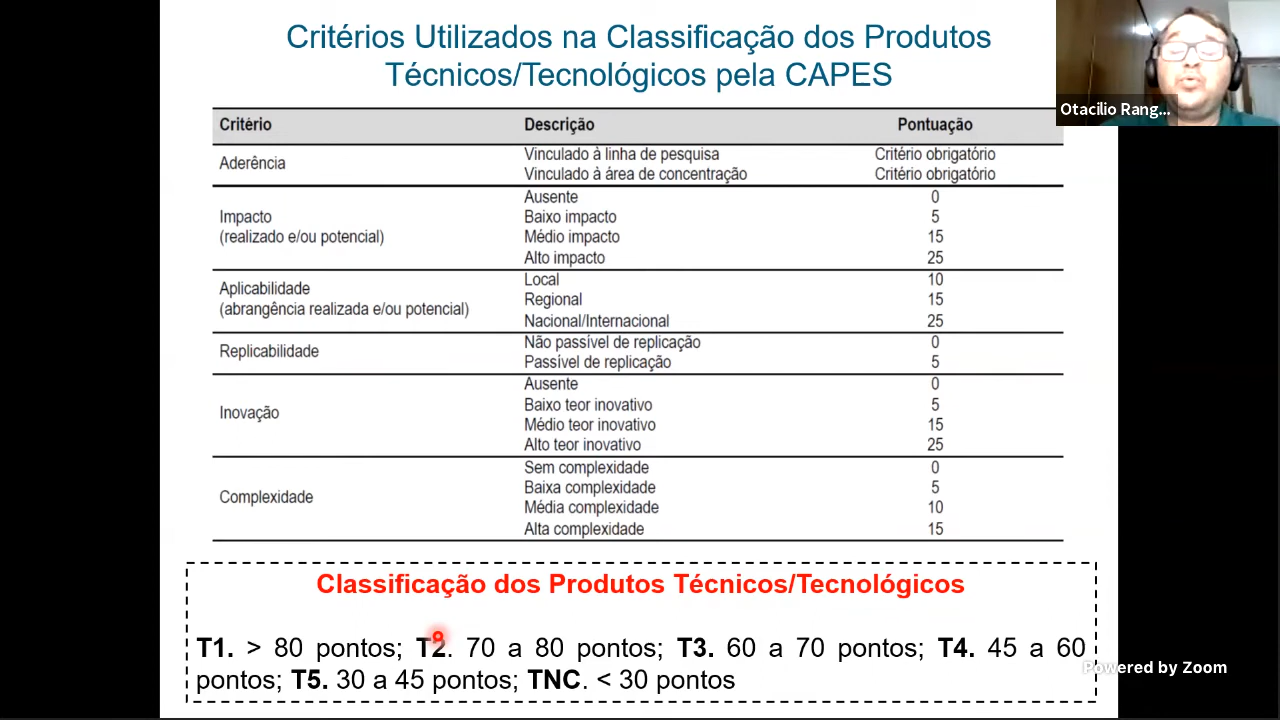 Critérios Utilizados na Classificação dos Produtos
Técnicos/Tecnológicos pela CAPES
Otacilio Rang...
Critério Descrição Pontuação
Aderência
Vinculado à linha de pesquisa Critério obrigatório
Vinculado à área de concentração Critério obrigatório
Impacto
(realizado e/ou potencial)
Ausente 0
Baixo impacto 5
Médio impacto 15
Alto impacto 25
Aplicabilidade
(abrangência realizada e/ou potencial)
Local 10
Regional 15
Nacional/Internacional 25
Replicabilidade
Não passível de replicação 0
Passível de replicação 5
Inovação
Ausente 0
Baixo teor inovativo 5
Médio teor inovativo 15
Alto teor inovativo 25
Complexidade
Sem complexidade 0
Baixa complexidade 5
Média complexidade 10
Alta complexidade 15
Classificação dos Produtos Técnicos/Tecnológicos
T1. > 80 pontos; T2. 70 a 80 pontos; T3. 60 a 70 pontos; T4. 45 a 60
pontos; T5. 30 a 45 pontos; TNC. < 30 pontos
Powered by Zoom